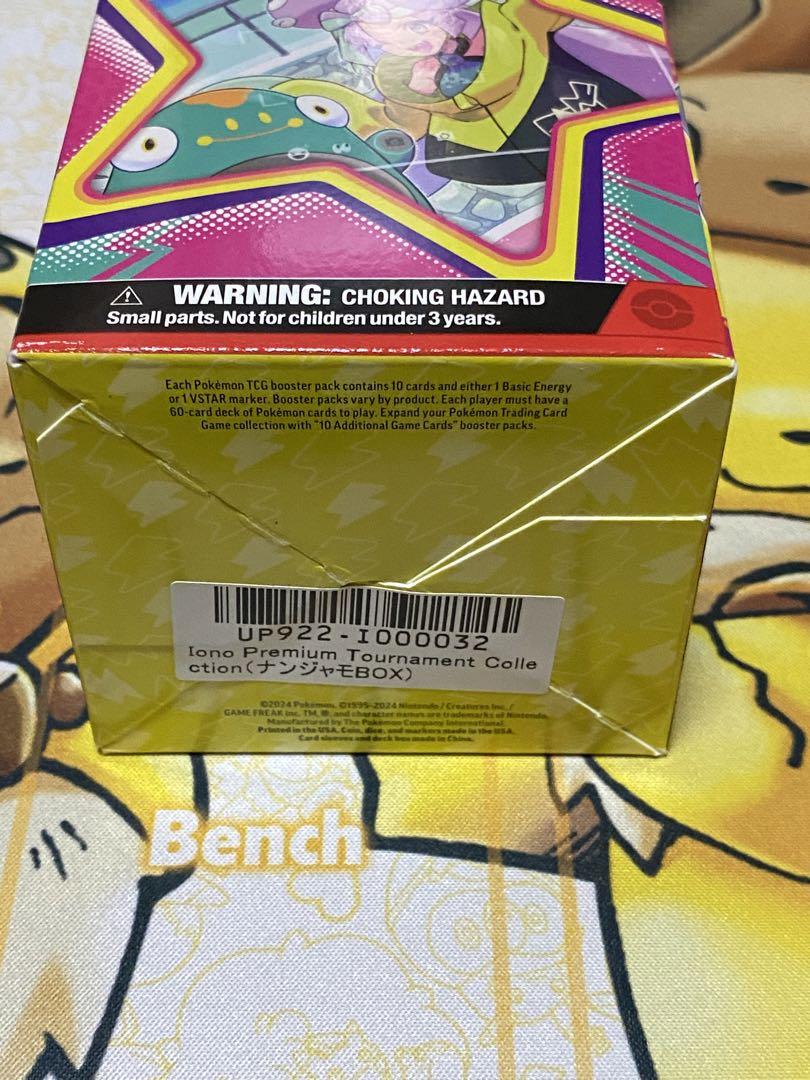 WARNING: CHOKING HAZARD
Small parts. Not for children under 3 years.
Each Pokémon TCG booster pack contains 10 cards and either 1 Basic Energy
or 1 VSTAR marker. Booster packs vary by product. Each player must have a
60-card deck of Pokémon cards to play. Expand your Pokémon Trading Card
Game collection with "10 Additional Game Cards" booster packs.
UP922-I000032
Iono Premium Tournament Colle
ction(ナンジャモBOX)
©2024 Pokémon. ©1995-2024 Nintendo / Creatures Inc. /
GAME FREAK inc. TM, ®, and character names are trademarks of Nintendo.
Manufactured by The Pokémon Company International.
Printed in the USA. Coin, dice, and markers made in the USA.
Card sleeves and deck box made in China.
Bench